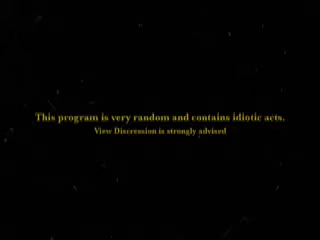 This program is very random and contains idiotic acts.
View Discression is strongly advised